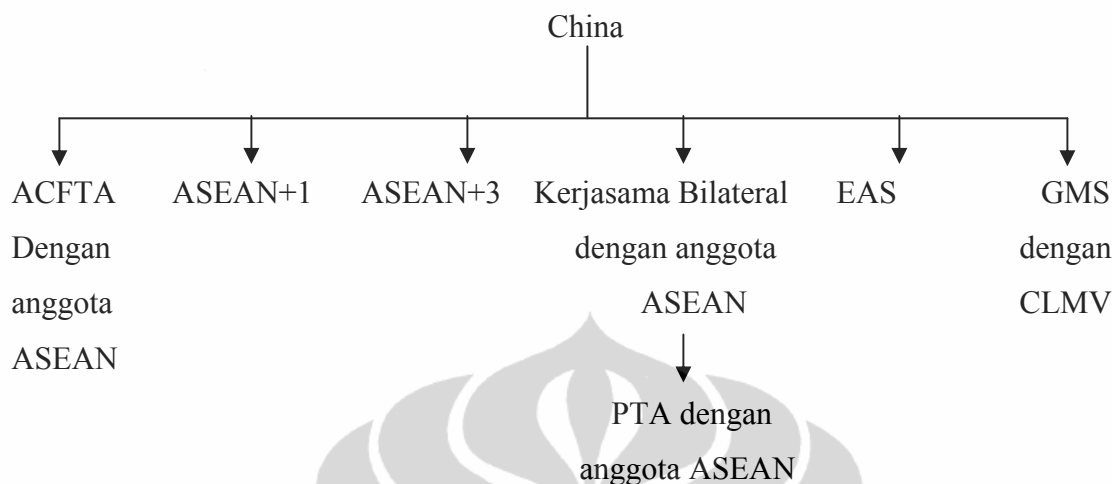 China
ACFTA ASEAN+1 ASEAN+3 Kerjasama Bilateral EAS GMS
Dengan dengan anggota dengan
anggota ASEAN CLMV
ASEAN
PTA dengan
anggota ASEAN